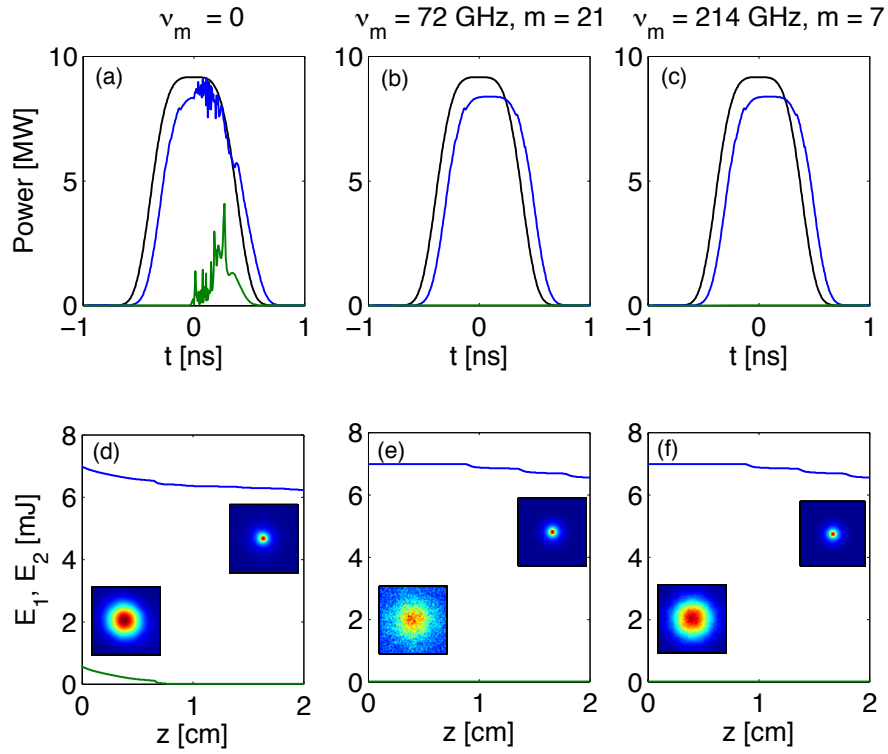 ν_m = 0
ν_m = 72 GHz, m = 21
ν_m = 214 GHz, m = 7
Power [MW]
10
5
0
(a)
−1
0
1
t [ns]
10
5
0
(b)
−1
0
1
t [ns]
10
5
0
(c)
−1
0
1
t [ns]
E_1, E_2 [mJ]
8
6
4
2
0
(d)
0
1
2
z [cm]
8
6
4
2
0
(e)
0
1
2
z [cm]
8
6
4
2
0
(f)
0
1
2
z [cm]